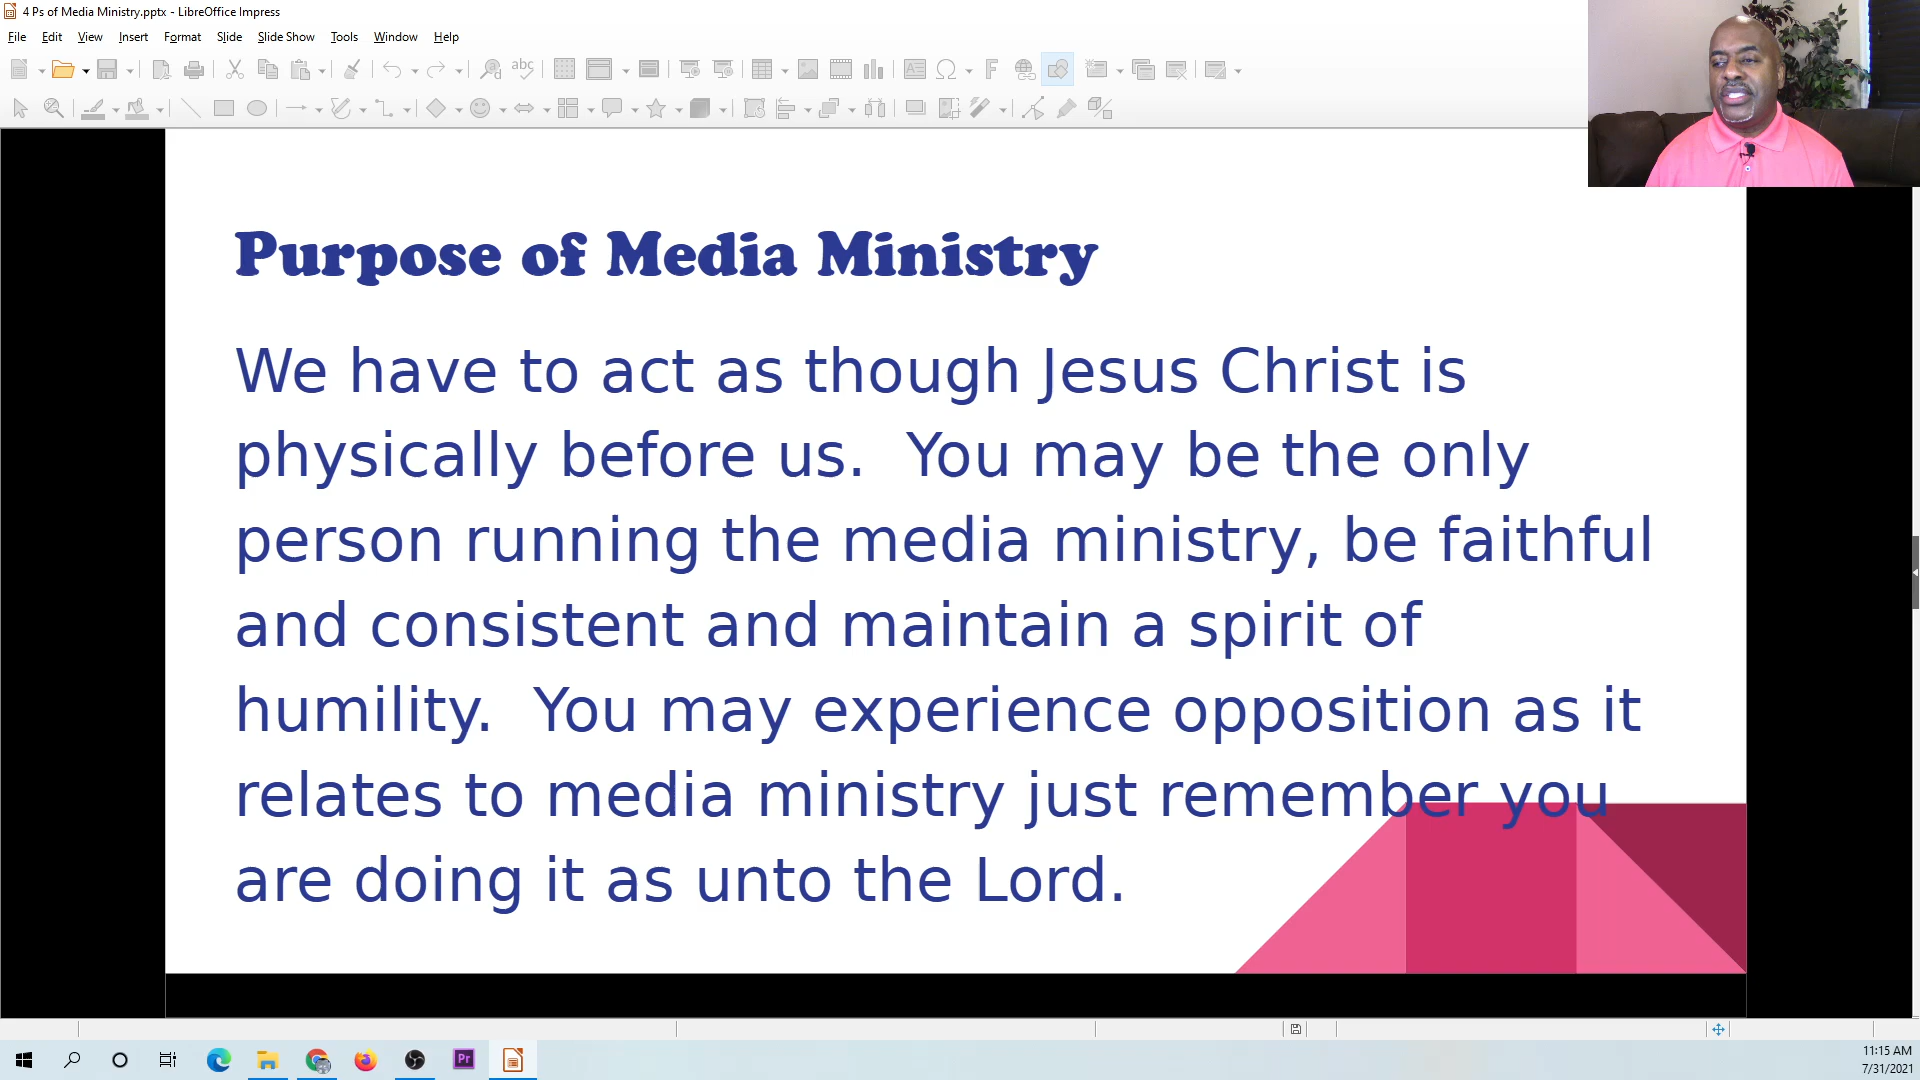 4 Ps of Media Ministry.pptx - LibreOffice Impress
File Edit View Insert Format Slide Slide Show Tools Window Help
Purpose of Media Ministry
We have to act as though Jesus Christ is
physically before us.  You may be the only
person running the media ministry, be faithful
and consistent and maintain a spirit of
humility.  You may experience opposition as it
relates to media ministry just remember you
are doing it as unto the Lord.
Pr
11:15 AM
7/31/2021